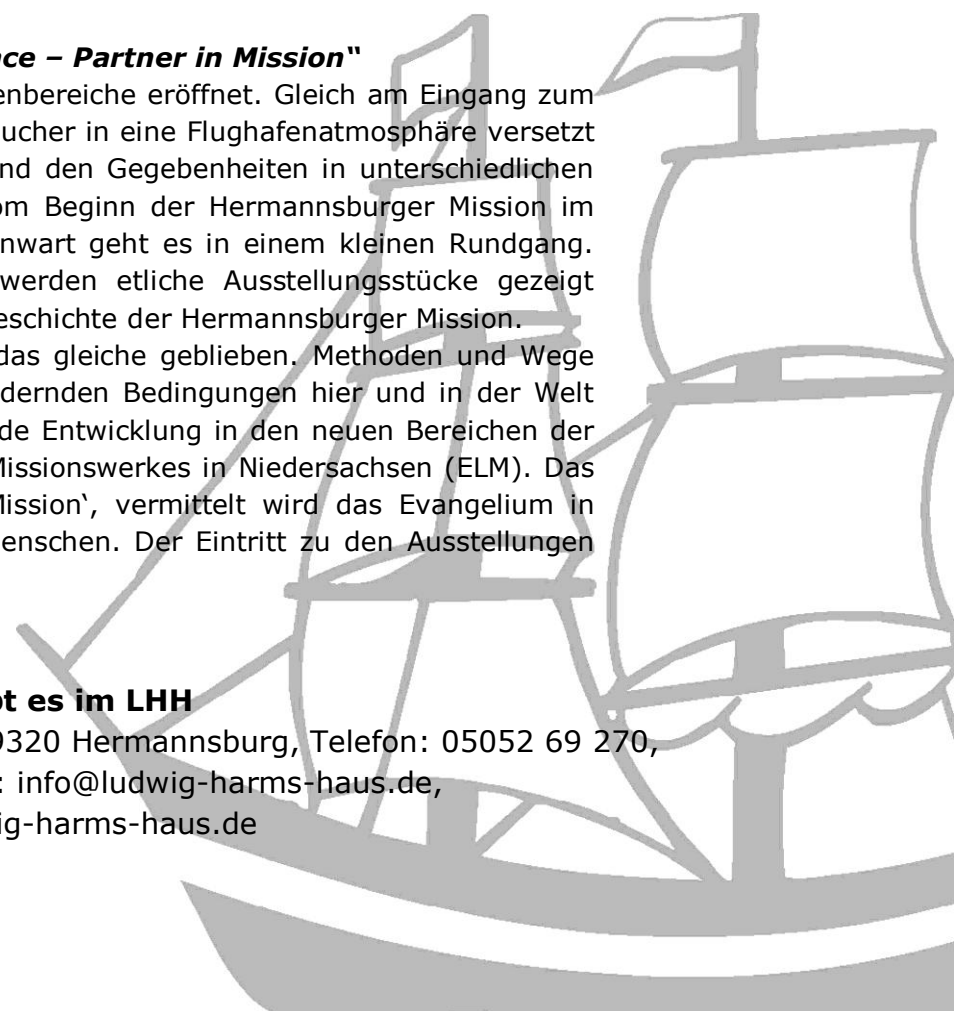 ce – Partner in Mission“
enbereiche eröffnet. Gleich am Eingang zum
ucher in eine Flughafenatmosphäre versetzt
nd den Gegebenheiten in unterschiedlichen
om Beginn der Hermannsburger Mission im
nwart geht es in einem kleinen Rundgang.
werden etliche Ausstellungsstücke gezeigt
eschichte der Hermannsburger Mission.
das gleiche geblieben. Methoden und Wege
dernden Bedingungen hier und in der Welt
de Entwicklung in den neuen Bereichen der
Missionswerkes in Niedersachsen (ELM). Das
Mission‘, vermittelt wird das Evangelium in
enschen. Der Eintritt zu den Ausstellungen
t es im LHH
9320 Hermannsburg, Telefon: 05052 69 270,
: info@ludwig-harms-haus.de,
ig-harms-haus.de